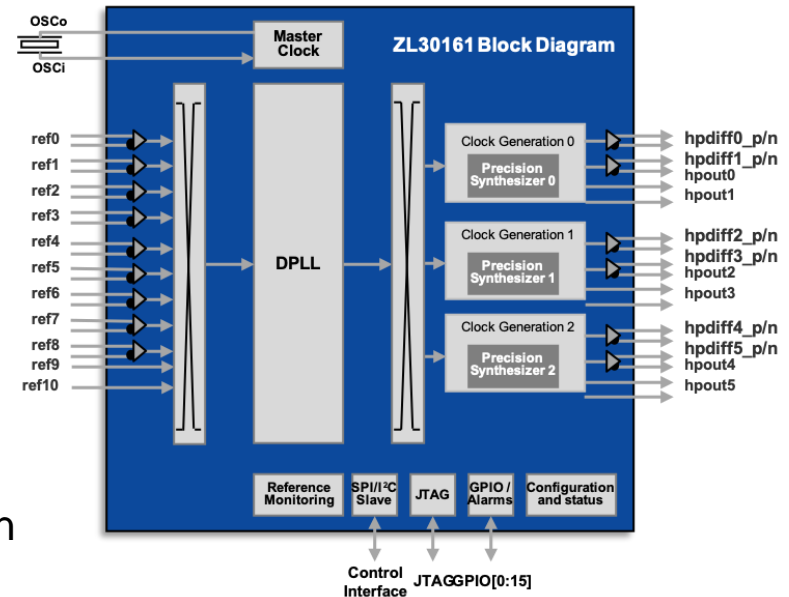 OSCo
OSCi
Master
Clock
ZL30161 Block Diagram
ref0
ref1
ref2
ref3
ref4
ref5
ref6
ref7
ref8
ref9
ref10
DPLL
Clock Generation 0
Precision
Synthesizer 0
Clock Generation 1
Precision
Synthesizer 1
Clock Generation 2
Precision
Synthesizer 2
hpdiff0_p/n
hpdiff1_p/n
hpout0
hpout1
hpdiff2_p/n
hpdiff3_p/n
hpout2
hpout3
hpdiff4_p/n
hpdiff5_p/n
hpout4
hpout5
Reference
Monitoring
SPI/I²C
Slave
JTAG
GPIO /
Alarms
Configuration
and status
n
Control
Interface
JTAG
GPIO[0:15]